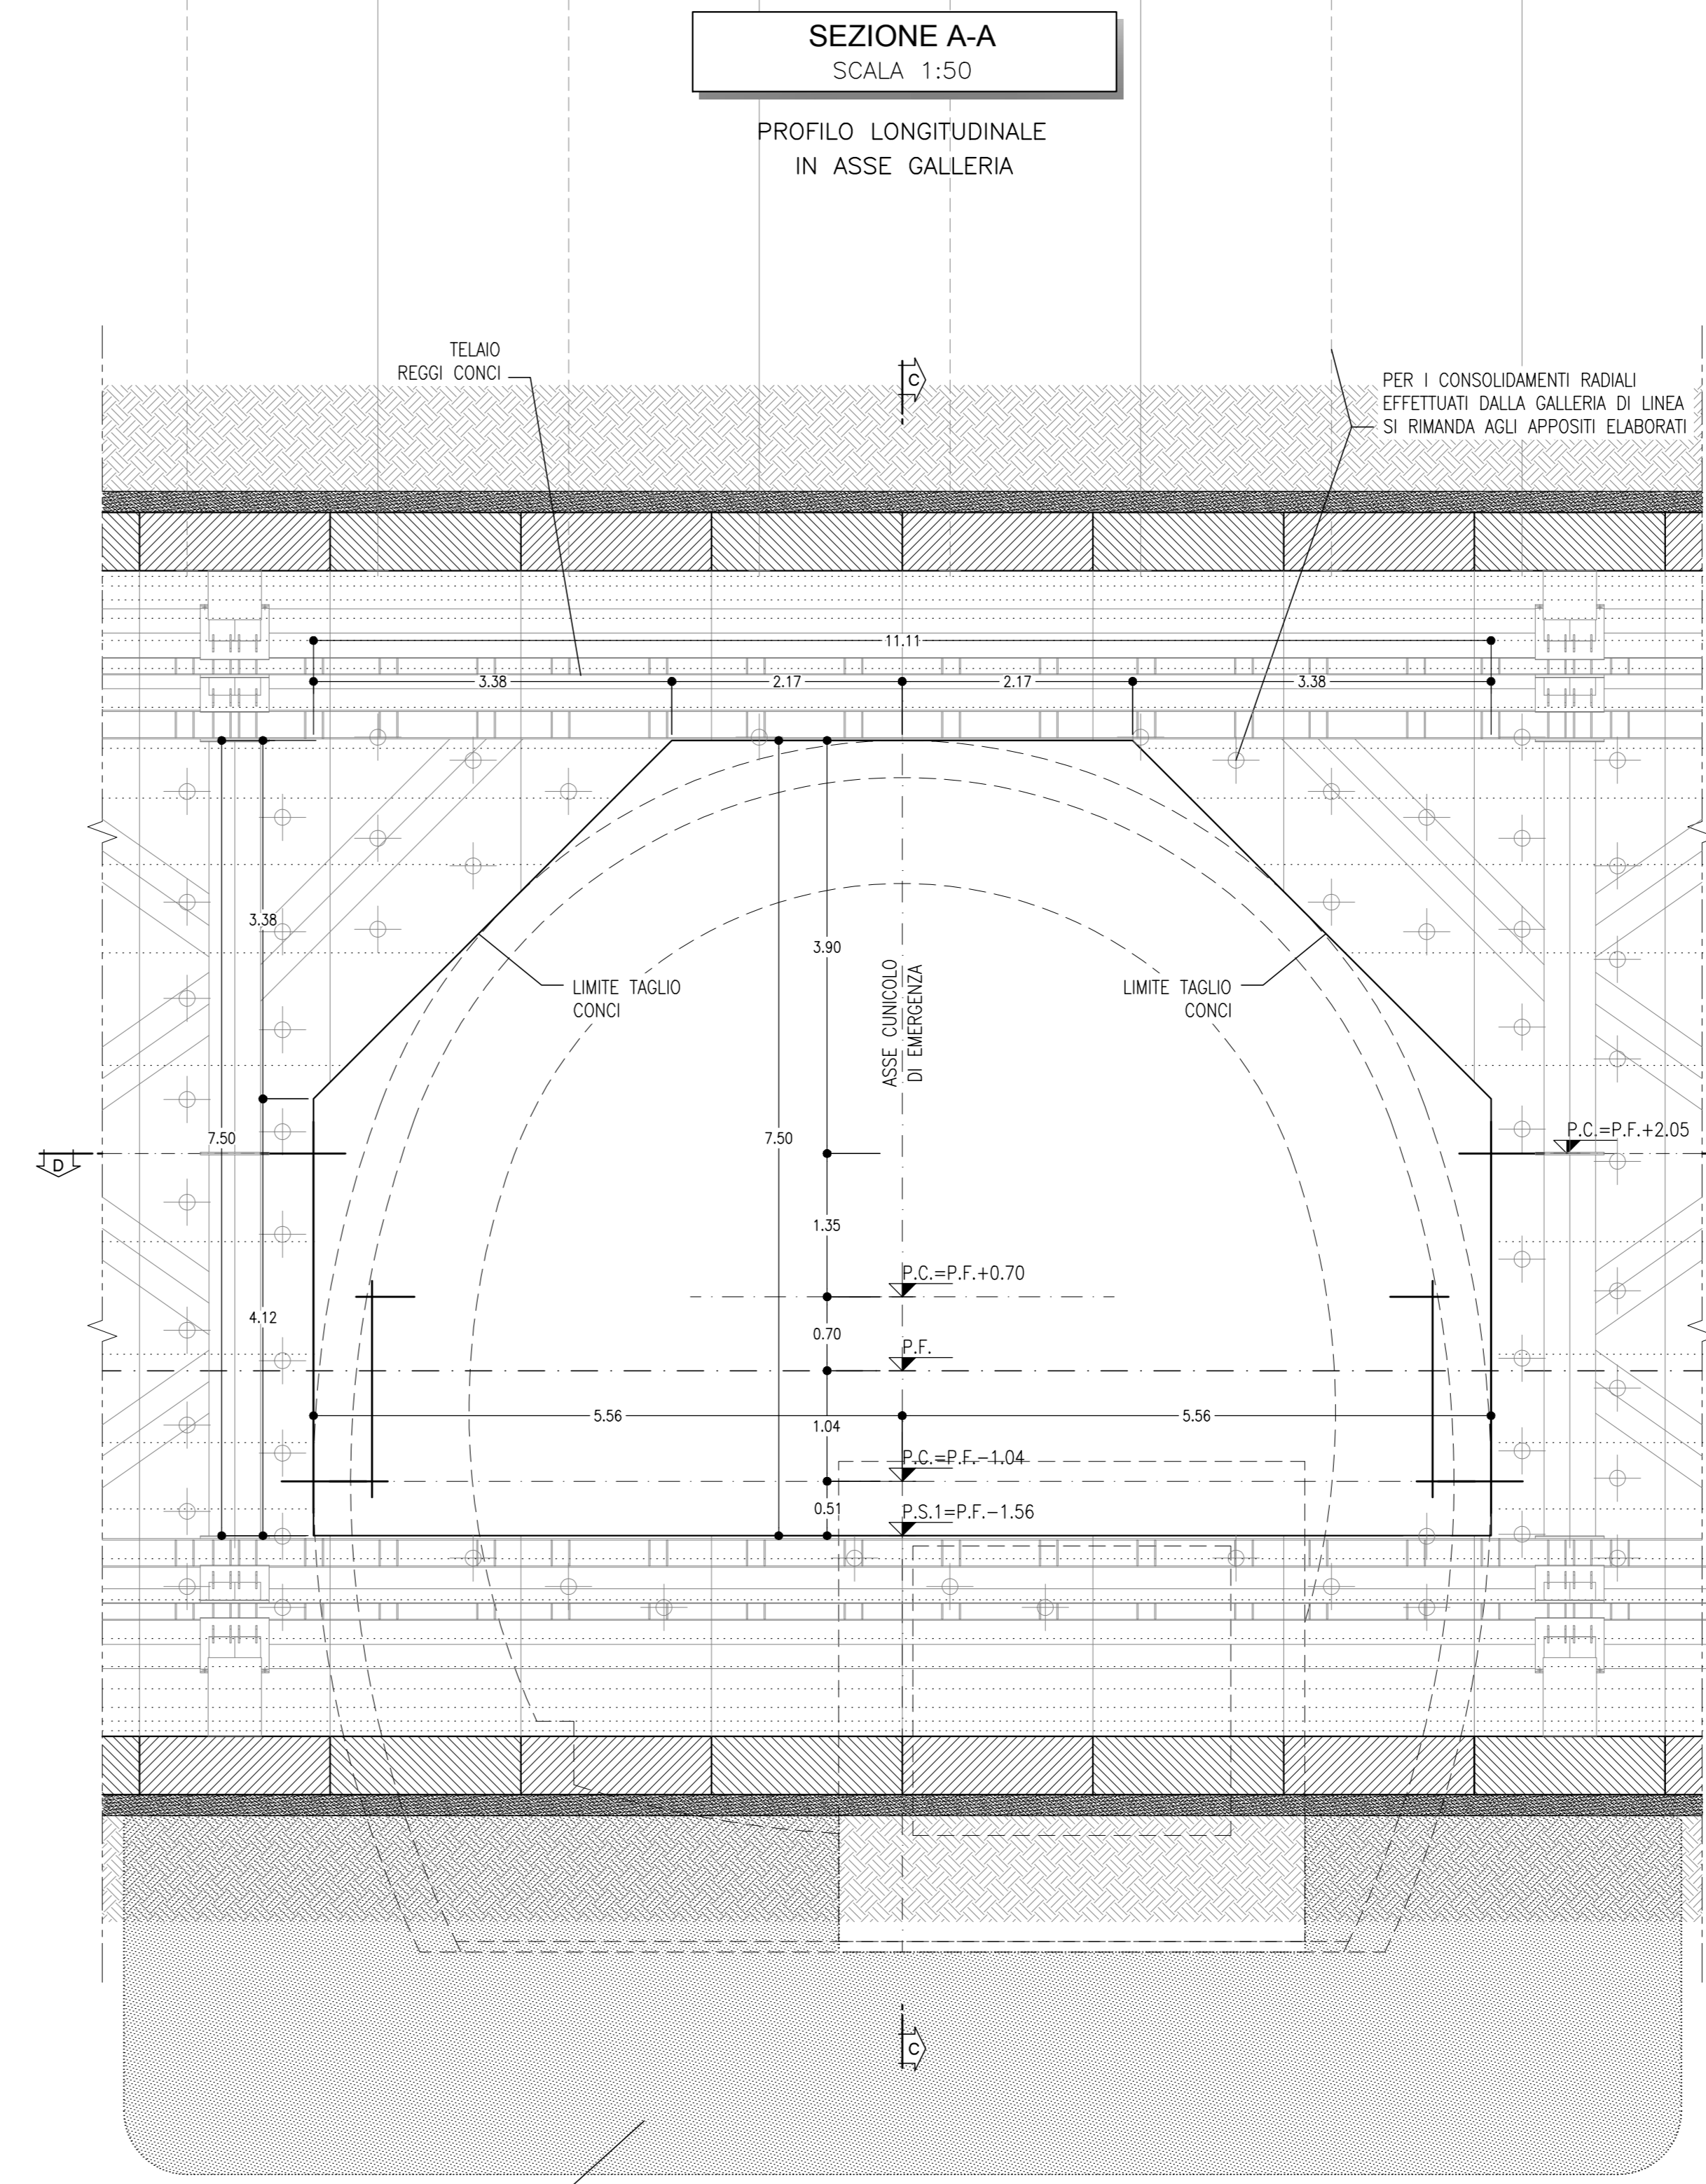 SEZIONE A-A
SCALA 1:50
PROFILO LONGITUDINALE
IN ASSE GALLERIA
TELAIO
REGGI CONCI
C
PER I CONSOLIDAMENTI RADIALI
EFFETTUATI DALLA GALLERIA DI LINEA
SI RIMANDA AGLI APPOSITI ELABORATI
11.11
3.38
2.17
2.17
3.38
3.38
3.90
LIMITE TAGLIO
CONCI
ASSE CUNICOLO
DI EMERGENZA
LIMITE TAGLIO
CONCI
7.50
7.50
P.C.=P.F.+2.05
D
1.35
P.C.=P.F.+0.70
4.12
0.70
P.F.
5.56
1.04
5.56
P.C.=P.F.-1.04
0.51
P.S.1=P.F.-1.56
C